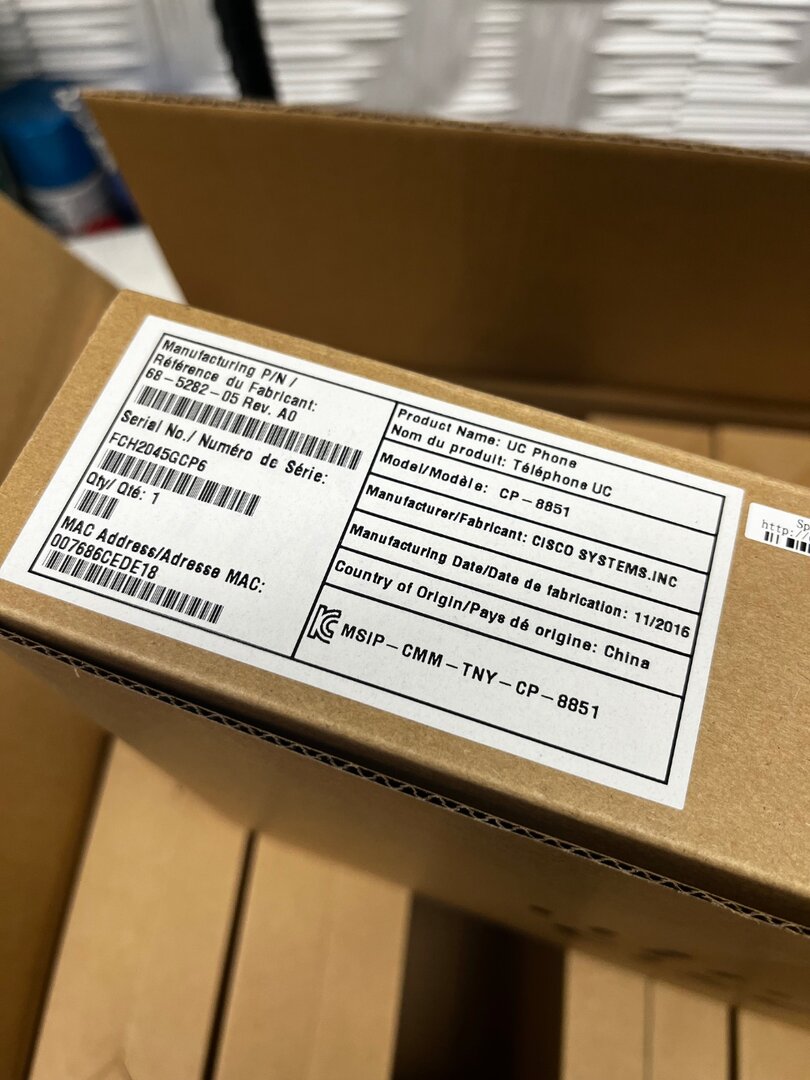 Manufacturing P/N /
Référence du Fabricant:
68-5282-05 Rev. A0
Serial No./ Numéro de Série:
FCH2045GCP6
Qty/ Qté: 1
MAC Address/Adresse MAC:
007686CEDE18
Product Name: UC Phone
Nom du produit: Téléphone UC
Model/Modèle: CP-8851
Manufacturer/Fabricant: CISCO SYSTEMS.INC
Manufacturing Date/Date de fabrication: 11/2016
Country of Origin/Pays dé origine: China
MSIP-CMM-TNY-CP-8851
Sp
http:/